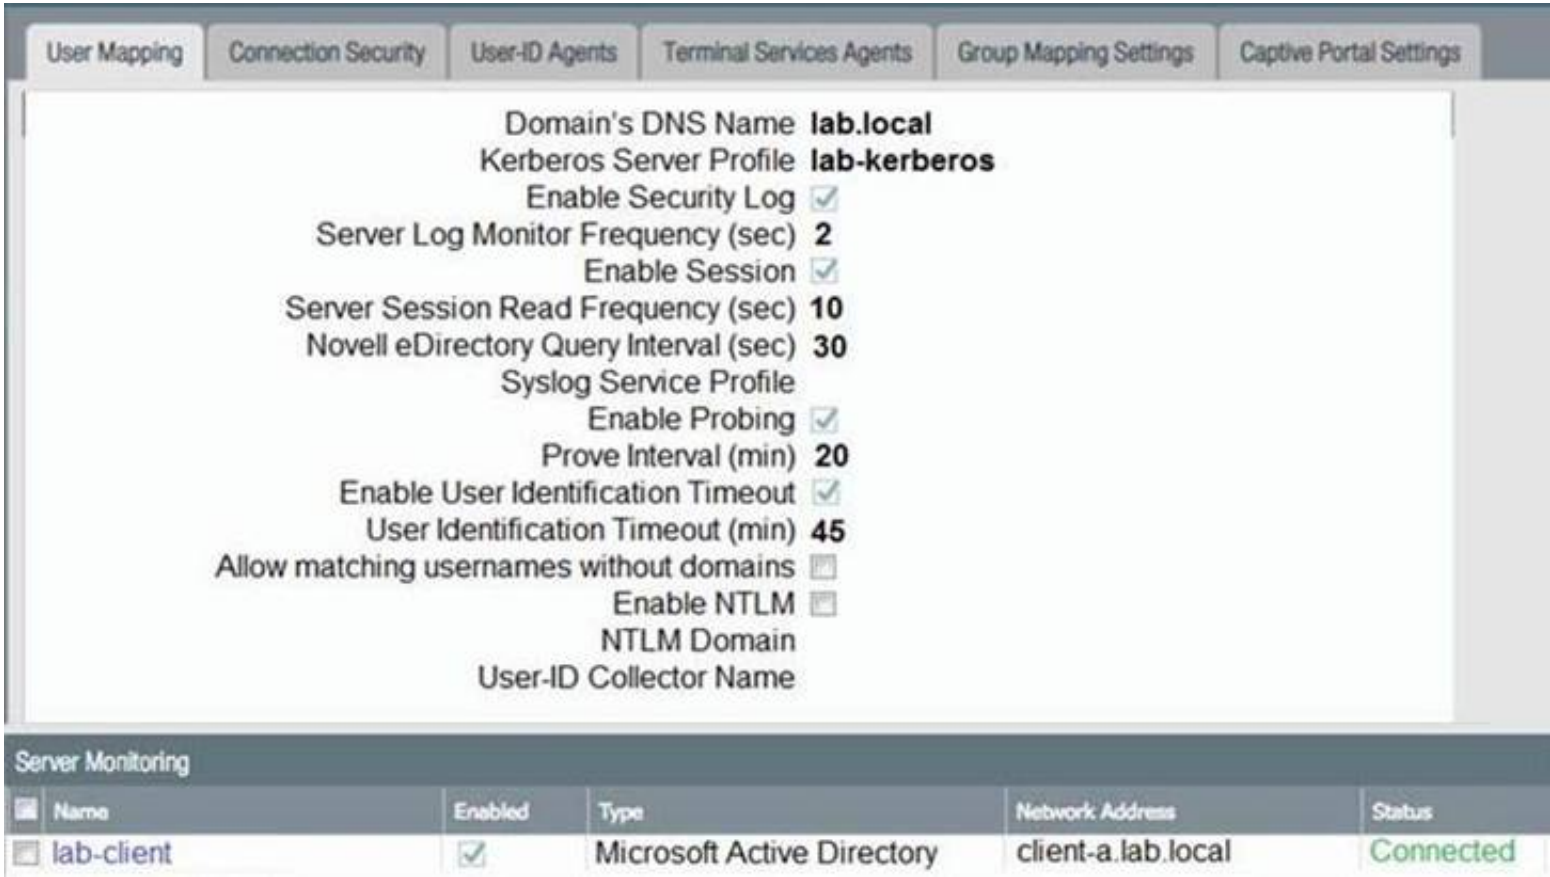 User Mapping Connection Security User-ID Agents Terminal Services Agents Group Mapping Settings Captive Portal Settings
Domain's DNS Name lab.local
Kerberos Server Profile lab-kerberos
Enable Security Log
Server Log Monitor Frequency (sec) 2
Enable Session
Server Session Read Frequency (sec) 10
Novell eDirectory Query Interval (sec) 30
Syslog Service Profile
Enable Probing
Prove Interval (min) 20
Enable User Identification Timeout
User Identification Timeout (min) 45
Allow matching usernames without domains
Enable NTLM
NTLM Domain
User-ID Collector Name
Server Monitoring
Name Enabled Type Network Address Status
lab-client Microsoft Active Directory client-a.lab.local Connected